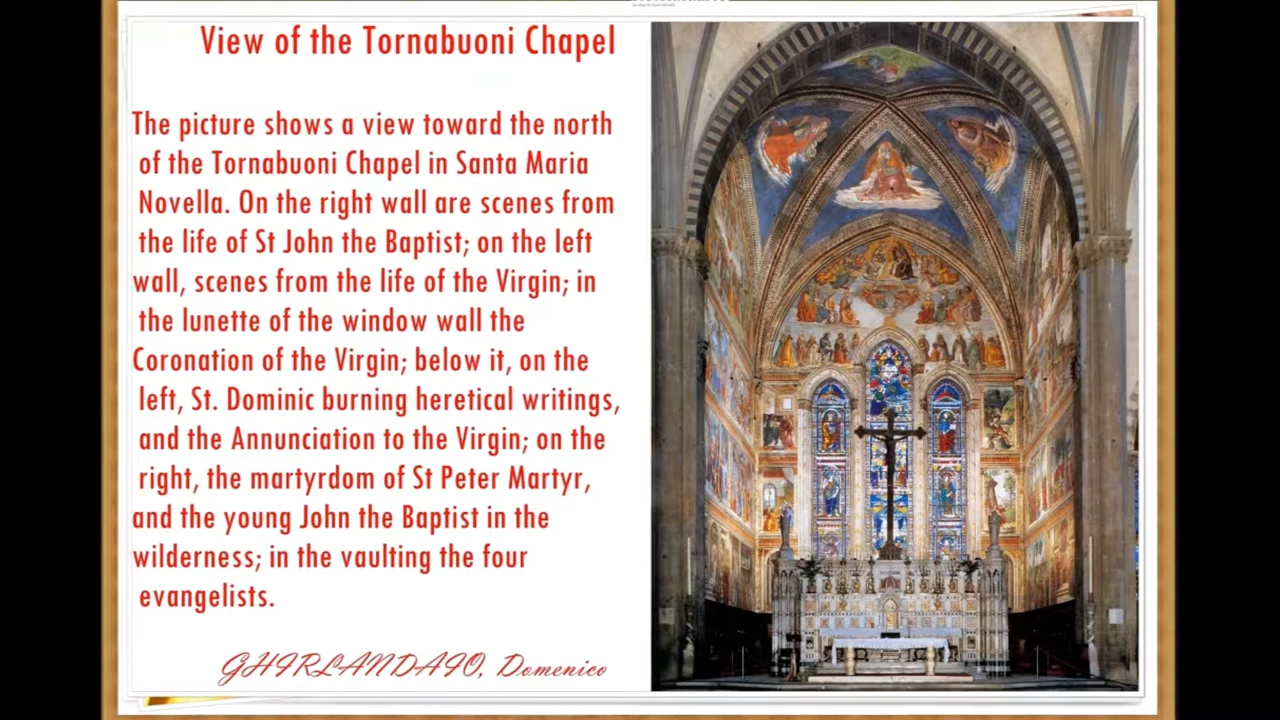 View of the Tornabuoni Chapel
The picture shows a view toward the north
of the Tornabuoni Chapel in Santa Maria
Novella. On the right wall are scenes from
the life of St John the Baptist; on the left
wall, scenes from the life of the Virgin; in
the lunette of the window wall the
Coronation of the Virgin; below it, on the
left, St. Dominic burning heretical writings,
and the Annunciation to the Virgin; on the
right, the martyrdom of St Peter Martyr,
and the young John the Baptist in the
wilderness; in the vaulting the four
evangelists.
GHIRLANDAIO, Domenico